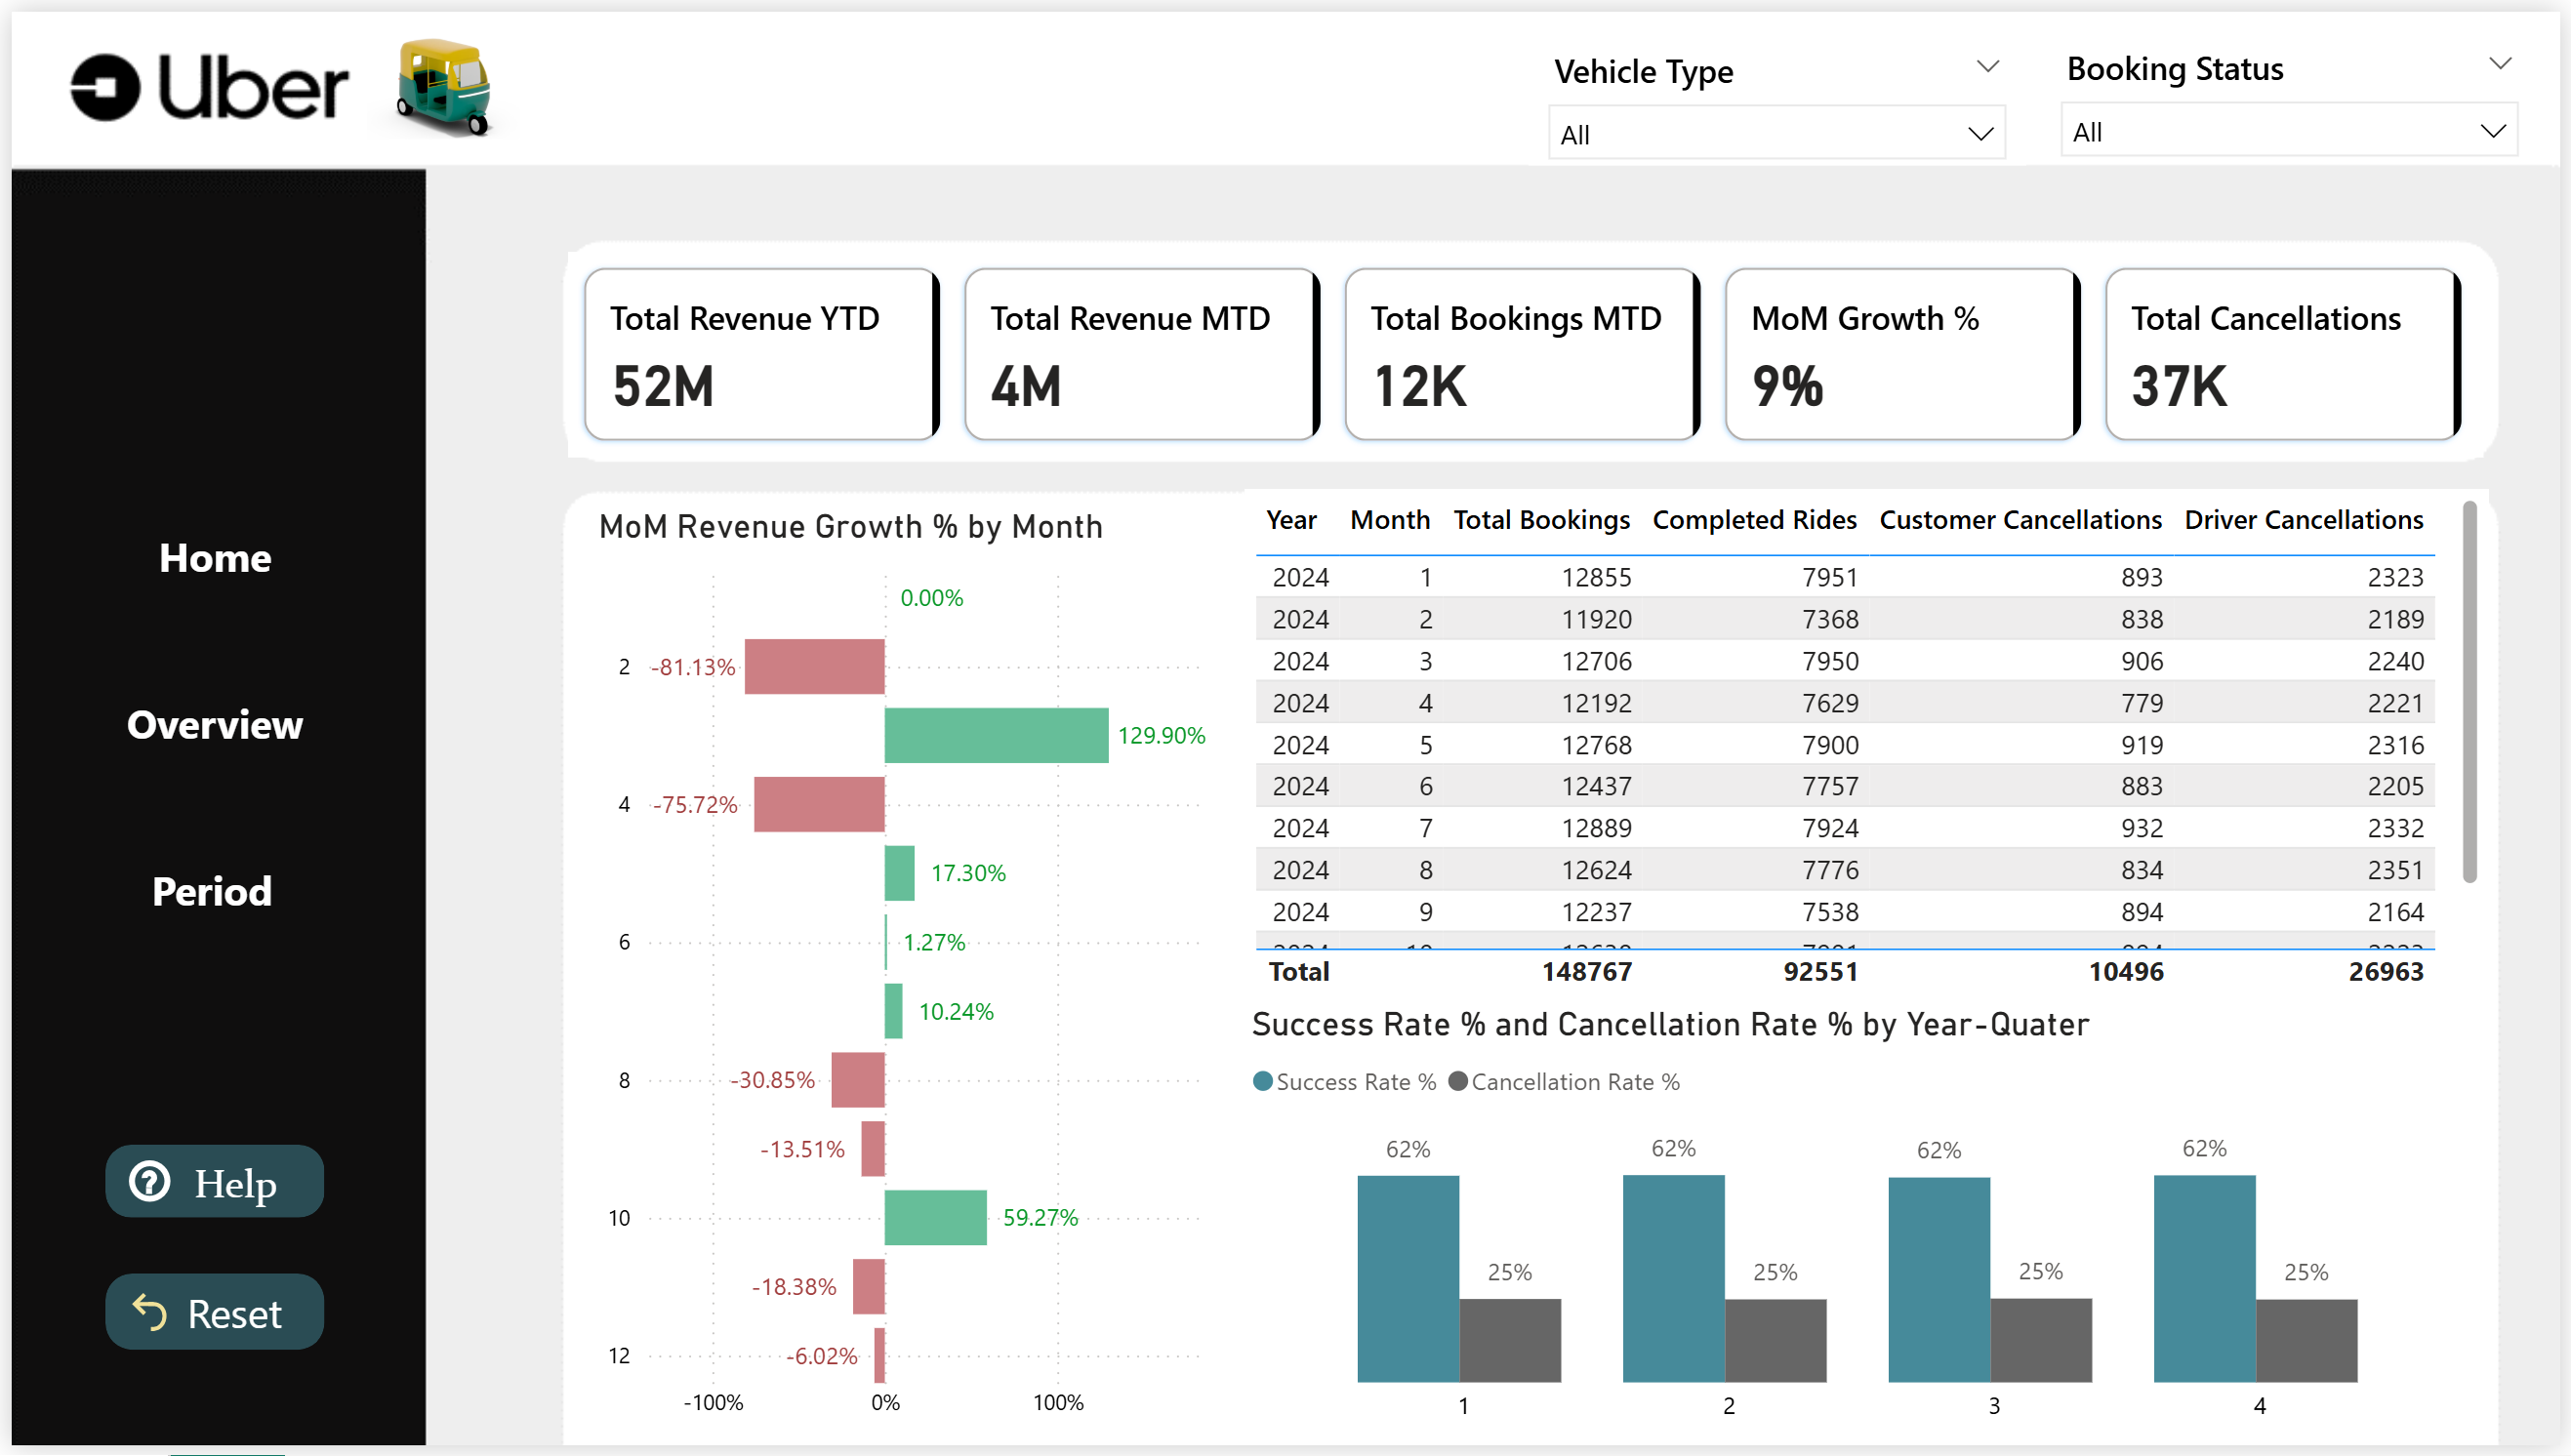 Uber
Vehicle Type
All
Booking Status
All
Home
Overview
Period
Help
Reset
Total Revenue YTD
52M
Total Revenue MTD
4M
Total Bookings MTD
12K
MoM Growth %
9%
Total Cancellations
37K
MoM Revenue Growth % by Month
0.00%
2 -81.13%
129.90%
4 -75.72%
17.30%
6 1.27%
10.24%
8 -30.85%
-13.51%
10 59.27%
-18.38%
12 -6.02%
-100% 0% 100%
Year Month Total Bookings Completed Rides Customer Cancellations Driver Cancellations
2024 1 12855 7951 893 2323
2024 2 11920 7368 838 2189
2024 3 12706 7950 906 2240
2024 4 12192 7629 779 2221
2024 5 12768 7900 919 2316
2024 6 12437 7757 883 2205
2024 7 12889 7924 932 2332
2024 8 12624 7776 834 2351
2024 9 12237 7538 894 2164
Total 148767 92551 10496 26963
Success Rate % and Cancellation Rate % by Year-Quater
Success Rate % Cancellation Rate %
62% 25% 62% 25% 62% 25% 62% 25%
1 2 3 4